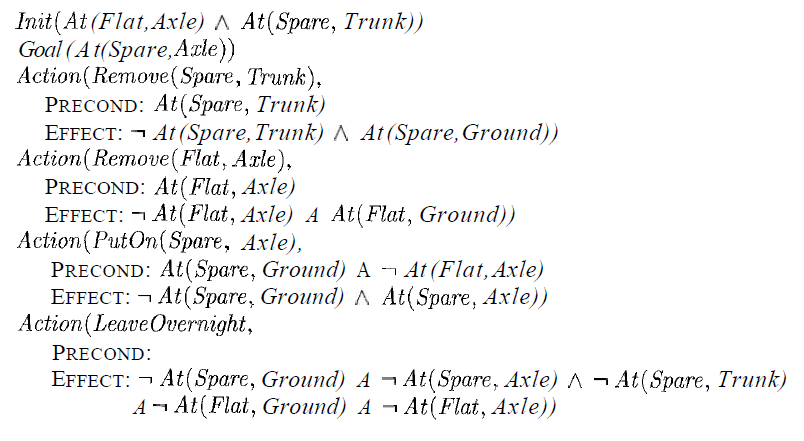 Init(At(Flat,Axle) ∧ At(Spare, Trunk))
Goal(At(Spare,Axle))
Action(Remove(Spare, Trunk),
PRECOND: At(Spare, Trunk)
EFFECT: ¬ At(Spare,Trunk) ∧ At(Spare,Ground))
Action(Remove(Flat, Axle),
PRECOND: At(Flat, Axle)
EFFECT: ¬ At(Flat, Axle) A At(Flat, Ground))
Action(PutOn(Spare, Axle),
PRECOND: At(Spare, Ground) A ¬ At(Flat,Axle)
EFFECT: ¬ At(Spare, Ground) ∧ At(Spare, Axle))
Action(LeaveOvernight,
PRECOND:
EFFECT: ¬ At(Spare, Ground) A ¬ At(Spare, Axle) ∧ ¬ At(Spare, Trunk)
A ¬ At(Flat, Ground) A ¬ At(Flat, Axle))